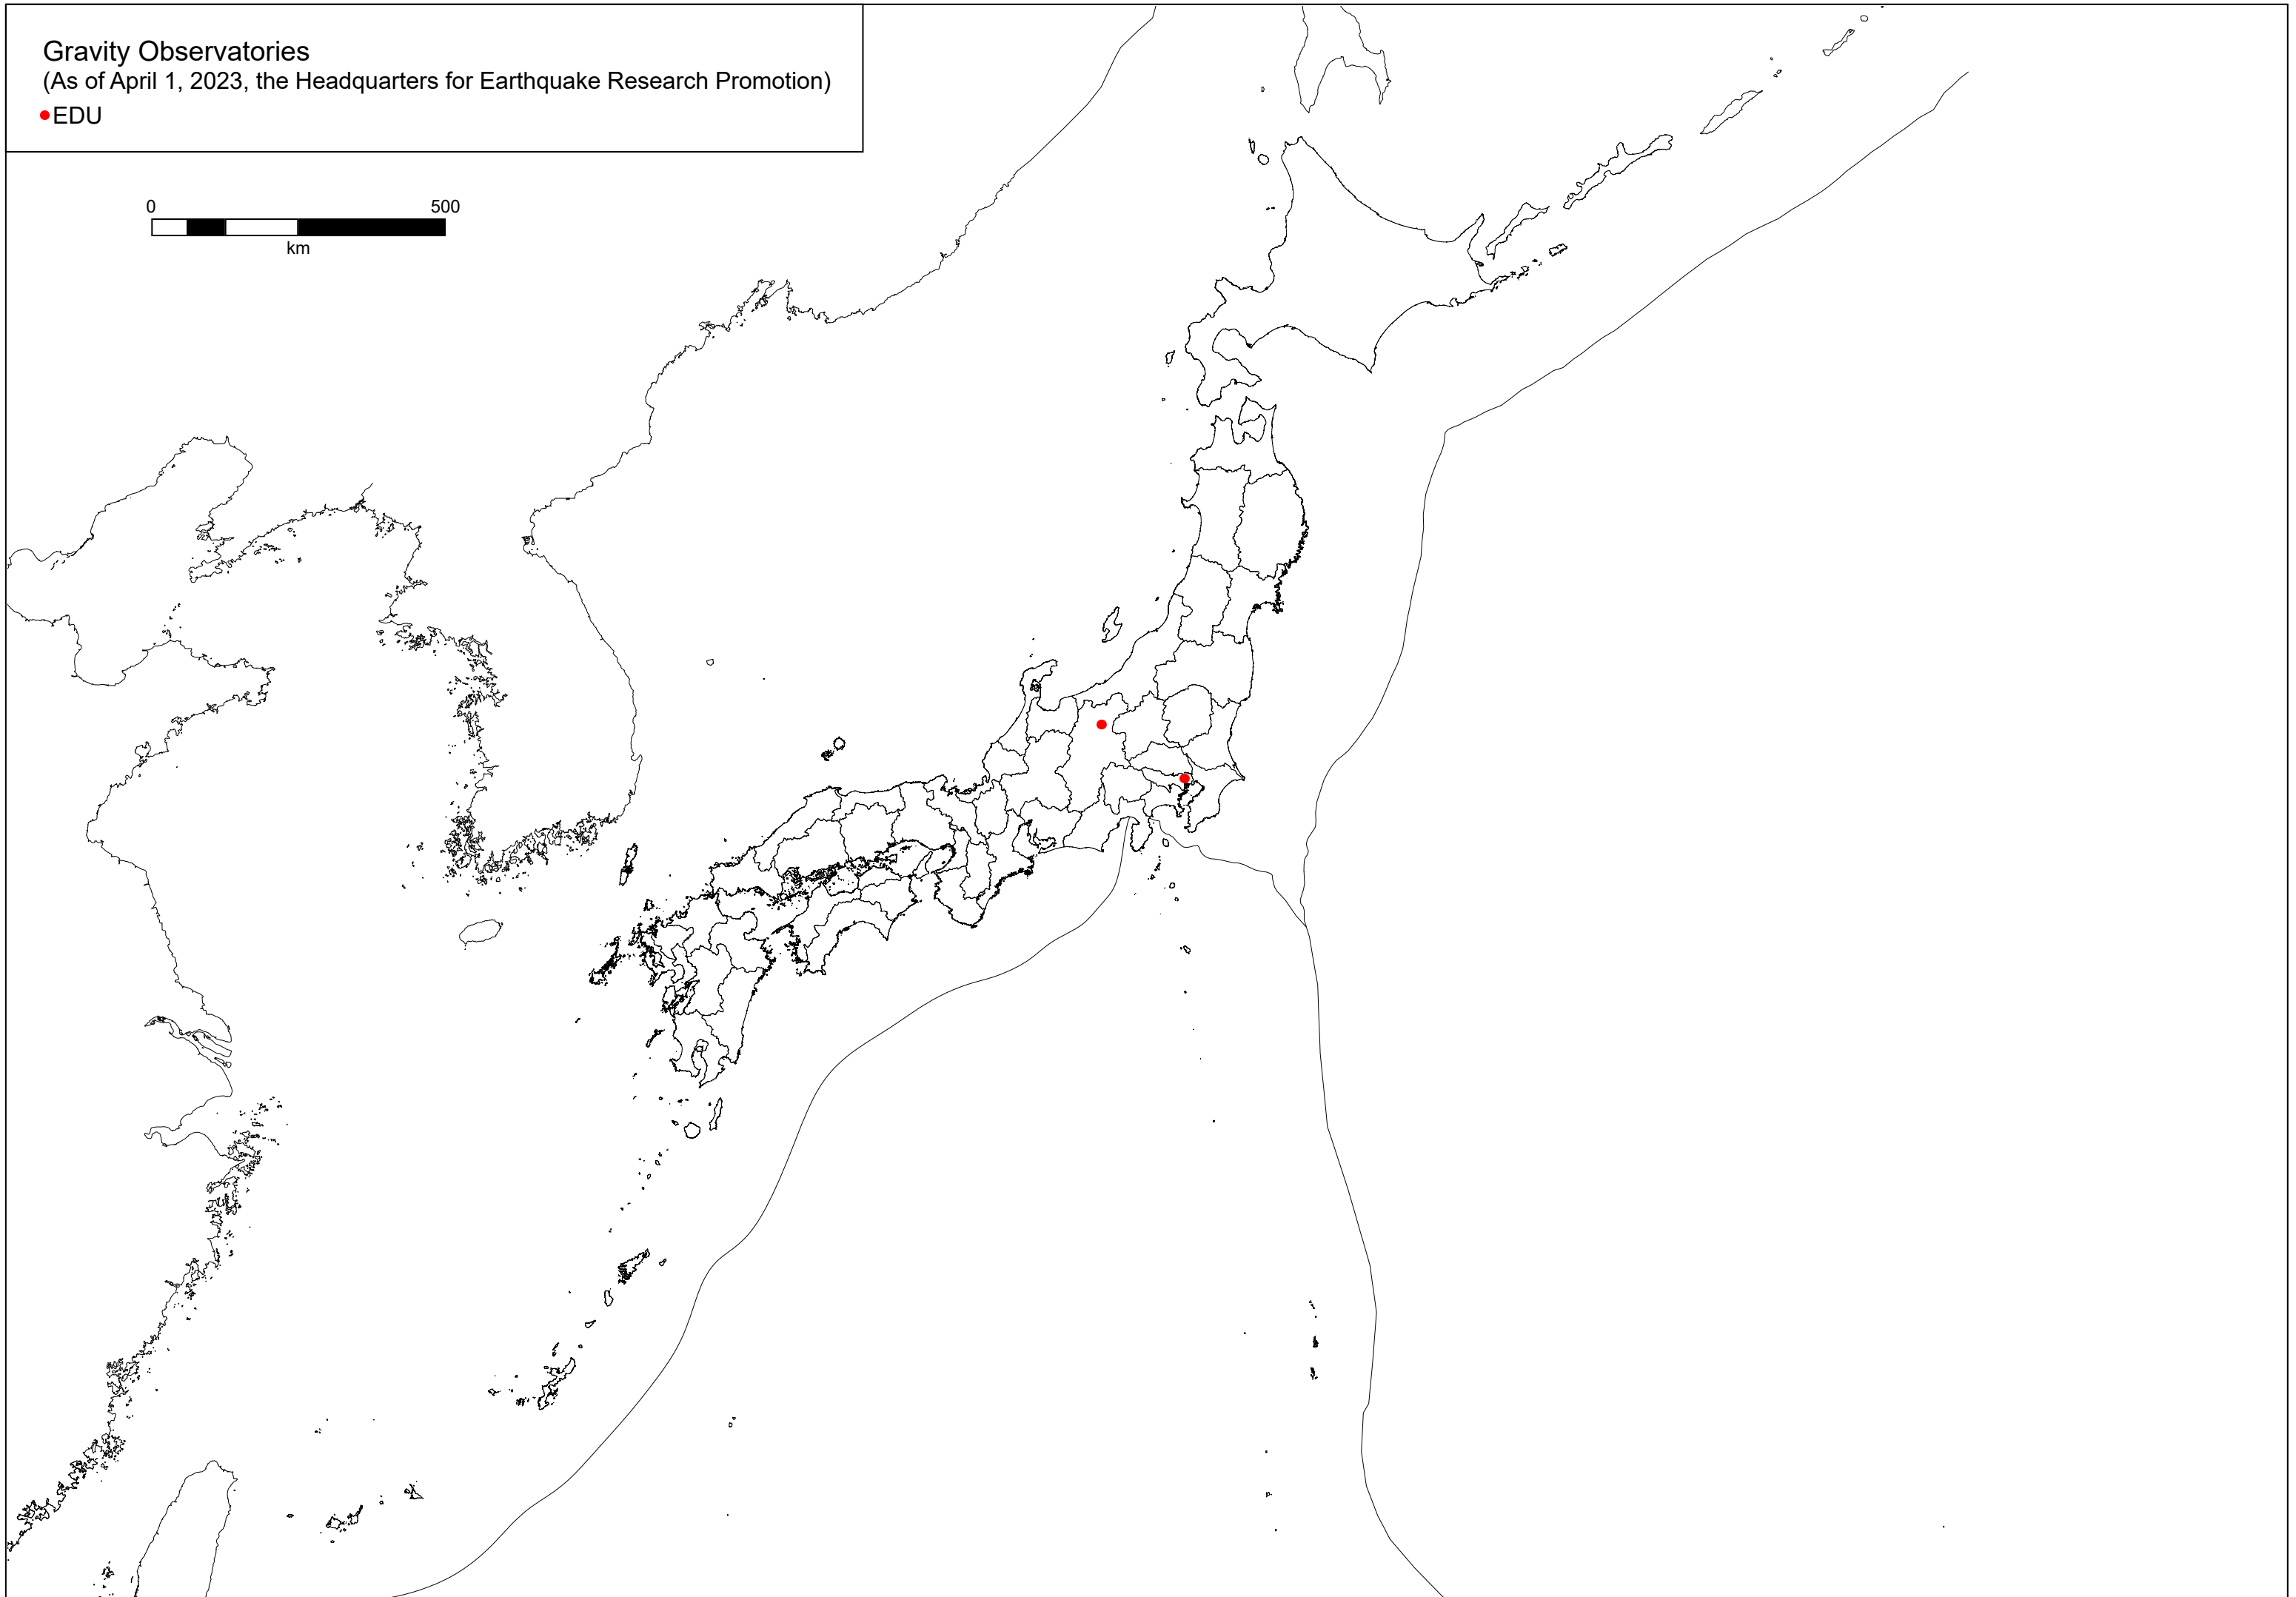 Gravity Observatories
(As of April 1, 2023, the Headquarters for Earthquake Research Promotion)
EDU
0 500
km